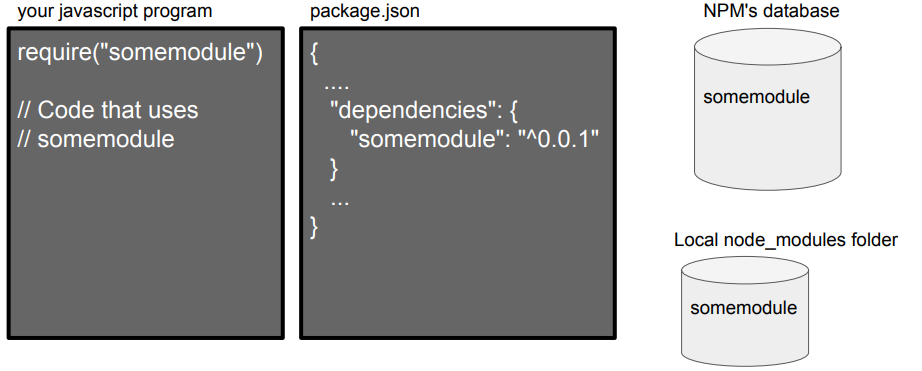 your javascript program
require("somemodule")
// Code that uses
// somemodule
package.json
{
....
"dependencies": {
"somemodule": "^0.0.1"
}
...
}
NPM's database
somemodule
Local node_modules folder
somemodule